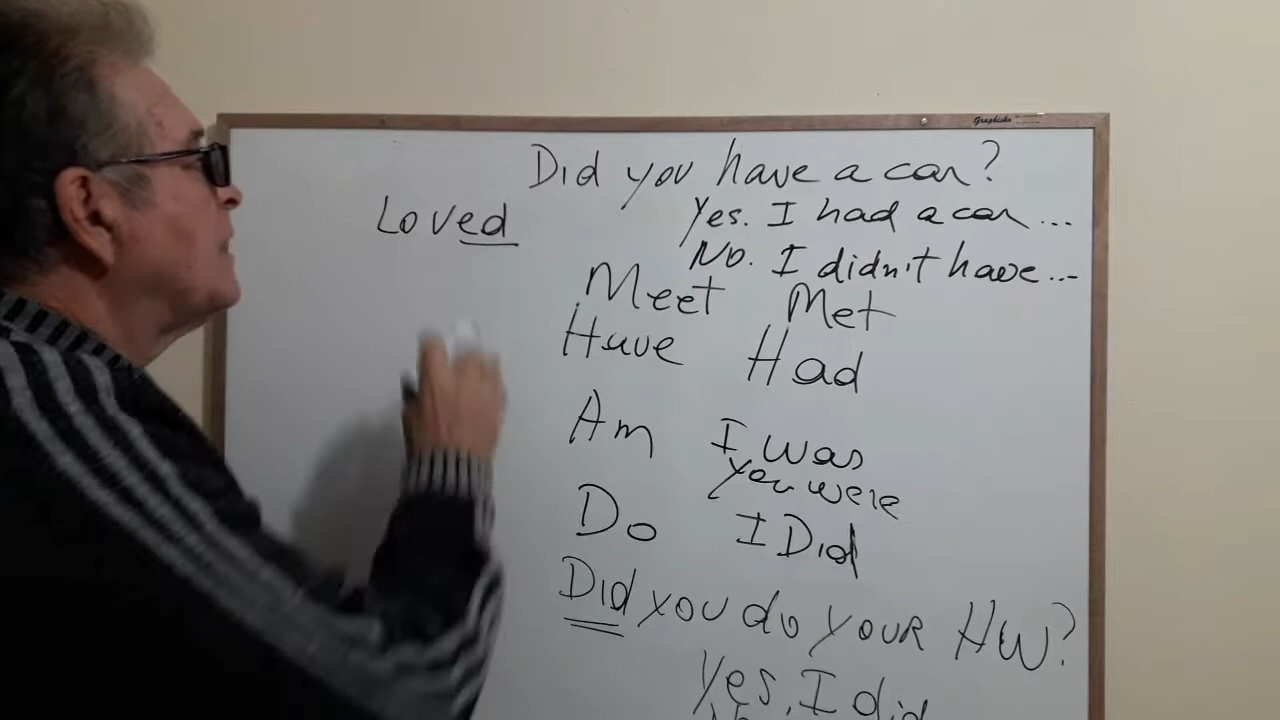 Graphisko
Did you have a car?
Loved
Yes. I had a car...
No. I didn't have...
Meet Met
Have Had
Am I was
you were
Do I Did
Did you do your HW?
Yes, I did